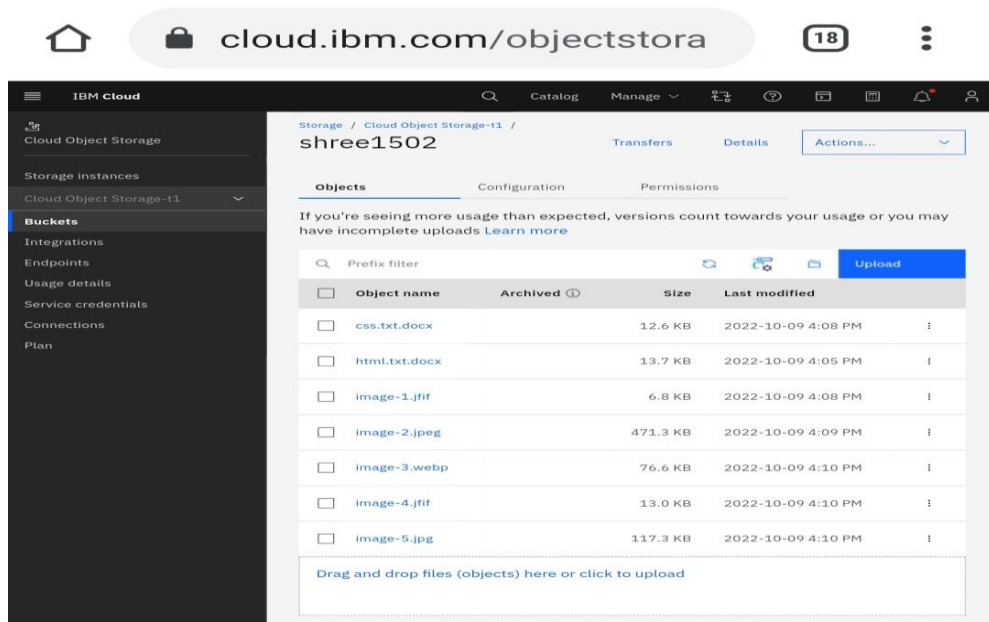 cloud.ibm.com/objectstora 18
IBM Cloud Catalog Manage
Cloud Object Storage
Storage instances
Cloud Object Storage-t1
Buckets
Integrations
Endpoints
Usage details
Service credentials
Connections
Plan
Storage / Cloud Object Storage-t1 /
shree1502 Transfers Details Actions...
Objects Configuration Permissions
If you're seeing more usage than expected, versions count towards your usage or you may
have incomplete uploads Learn more
Prefix filter Upload
Object name Archived Size Last modified
css.txt.docx 12.6 KB 2022-10-09 4:08 PM
html.txt.docx 13.7 KB 2022-10-09 4:05 PM
image-1.jfif 6.8 KB 2022-10-09 4:08 PM
image-2.jpeg 471.3 KB 2022-10-09 4:09 PM
image-3.webp 76.6 KB 2022-10-09 4:10 PM
image-4.jfif 13.0 KB 2022-10-09 4:10 PM
image-5.jpg 117.3 KB 2022-10-09 4:10 PM
Drag and drop files (objects) here or click to upload